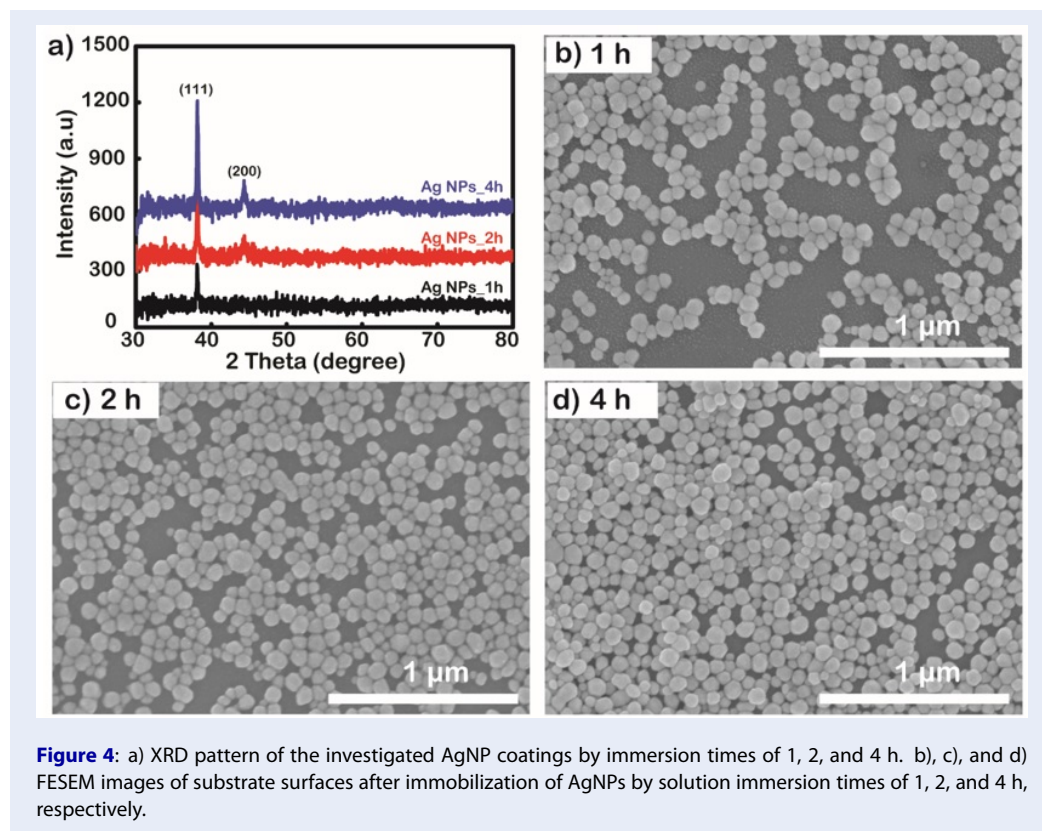 a)
1500
1200
900
600
300
0
Intensity (a.u)
(111)
(200)
Ag NPs_4h
Ag NPs_2h
Ag NPs_1h
30 40 50 60 70 80
2 Theta (degree)
b) 1 h
1 µm
c) 2 h
1 µm
d) 4 h
1 µm
Figure 4: a) XRD pattern of the investigated AgNP coatings by immersion times of 1, 2, and 4 h. b), c), and d)
FESEM images of substrate surfaces after immobilization of AgNPs by solution immersion times of 1, 2, and 4 h,
respectively.